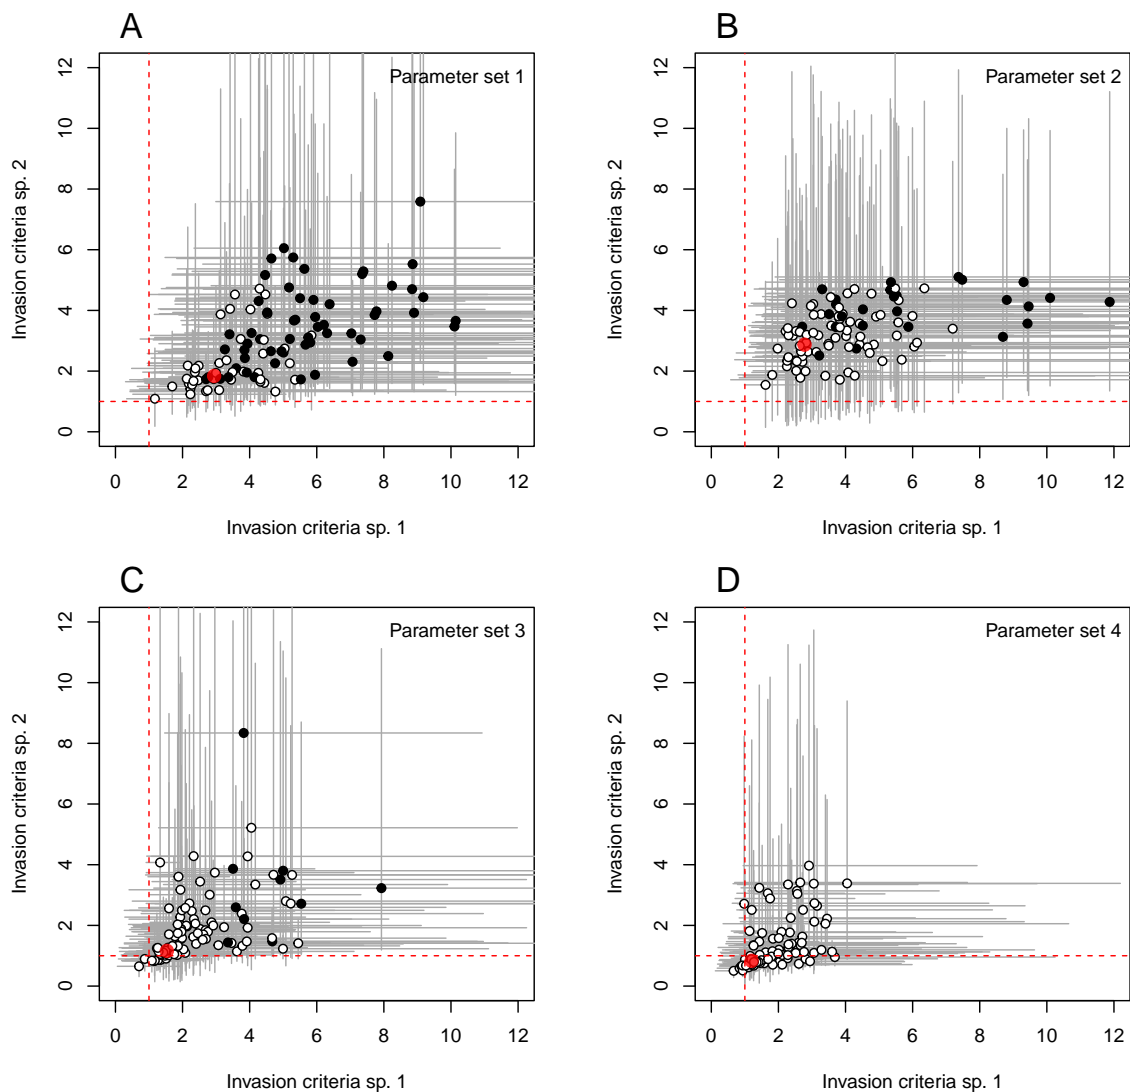 A
B
Parameter set 1
Parameter set 2
Invasion criteria sp. 2
12
10
8
6
4
2
0
Invasion criteria sp. 2
12
10
8
6
4
2
0
0 2 4 6 8 10 12
0 2 4 6 8 10 12
Invasion criteria sp. 1
Invasion criteria sp. 1
C
D
Parameter set 3
Parameter set 4
Invasion criteria sp. 2
12
10
8
6
4
2
0
Invasion criteria sp. 2
12
10
8
6
4
2
0
0 2 4 6 8 10 12
0 2 4 6 8 10 12
Invasion criteria sp. 1
Invasion criteria sp. 1